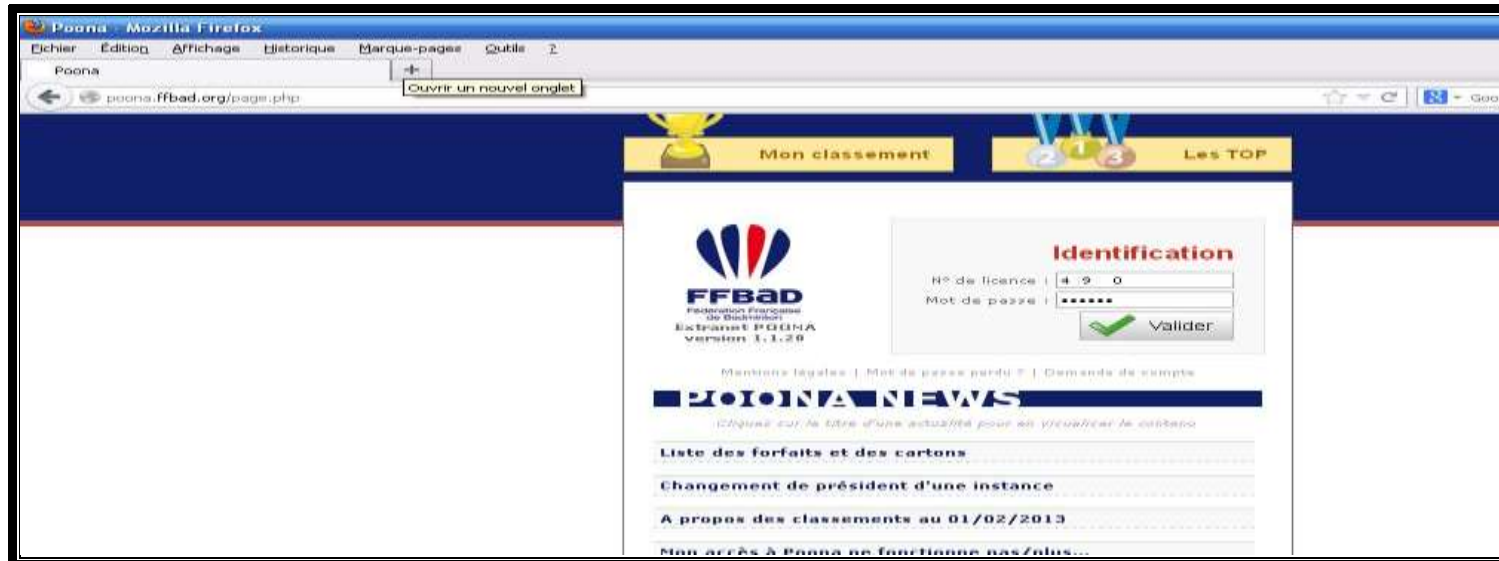 Poona - Mozilla Firefox
Fichier Édition Affichage Historique Marque-pages Outils ?
Poona
Ouvrir un nouvel onglet
poona.ffbad.org/page.php
Goo
Mon classement
Les TOP
2 1 3
Identification
N° de licence : 4 9 0
Mot de passe : ••••••
Valider
FFBaD
Fédération Française
de Badminton
Extranet POONA
version 1.1.20
Mentions légales | Mot de passe perdu ? | Demande de compte
POONA NEWS
Cliquez sur le titre d'une actualité pour en visualiser le contenu
Liste des forfaits et des cartons
Changement de président d'une instance
A propos des classements au 01/02/2013
Mon accès à Poona ne fonctionne pas/plus...